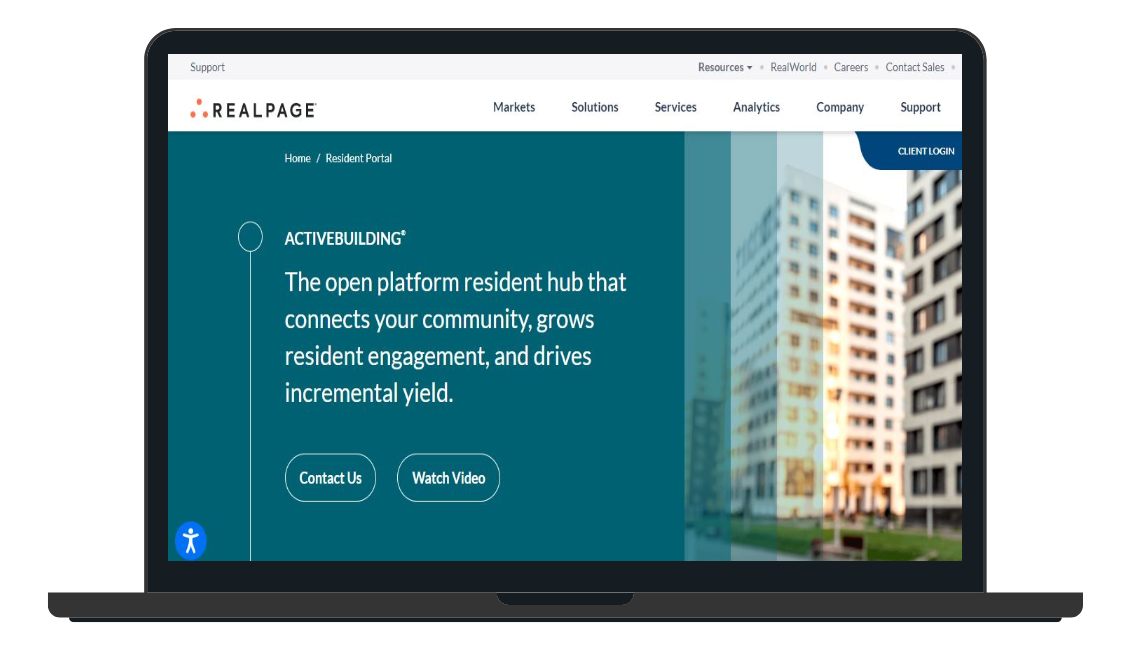 Support Resources RealWorld Careers Contact Sales
REALPAGE Markets Solutions Services Analytics Company Support
CLIENT LOGIN
Home / Resident Portal
ACTIVEBUILDING®
The open platform resident hub that
connects your community, grows
resident engagement, and drives
incremental yield.
Contact Us Watch Video